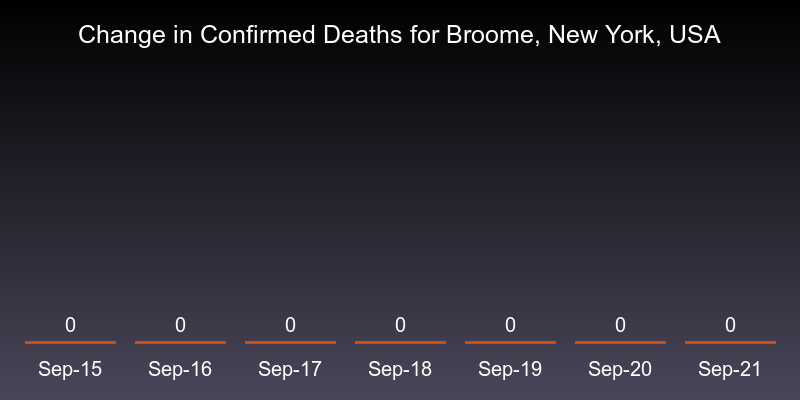 Change in Confirmed Deaths for Broome, New York, USA
0 0 0 0 0 0 0
Sep-15 Sep-16 Sep-17 Sep-18 Sep-19 Sep-20 Sep-21